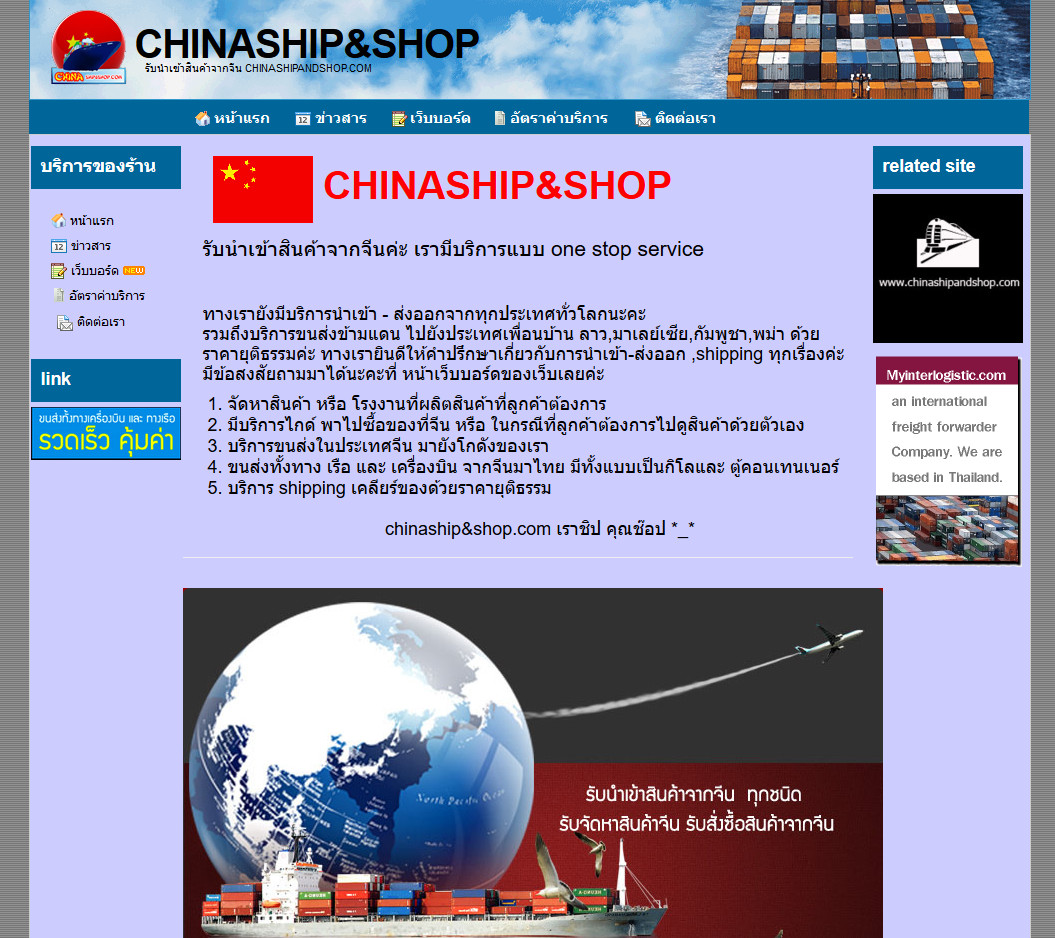 CHINASHIP&SHOP
รับนำเข้าสินค้าจากจีน CHINASHIPANDSHOP.COM
CHINA SHIPSHOP.COM
หน้าแรก
12 ข่าวสาร
เว็บบอร์ด
อัตราค่าบริการ
ติดต่อเรา
บริการของร้าน
หน้าแรก
12 ข่าวสาร
เว็บบอร์ด NEW
อัตราค่าบริการ
ติดต่อเรา
link
ขนส่งทั้งทางเครื่องบิน และ ทางเรือ
รวดเร็ว คุ้มค่า
CHINASHIP&SHOP
รับนำเข้าสินค้าจากจีนค่ะ เรามีบริการแบบ one stop service
ทางเรายังมีบริการนำเข้า - ส่งออกจากทุกประเทศทั่วโลกนะคะ
รวมถึงบริการขนส่งข้ามแดน ไปยังประเทศเพื่อนบ้าน ลาว,มาเลย์เซีย,กัมพูชา,พม่า ด้วย
ราคายุติธรรมค่ะ ทางเรายินดีให้คำปรึกษาเกี่ยวกับการนำเข้า-ส่งออก ,shipping ทุกเรื่องค่ะ
มีข้อสงสัยถามมาได้นะคะที่ หน้าเว็บบอร์ดของเว็บเลยค่ะ
1. จัดหาสินค้า หรือ โรงงานที่ผลิตสินค้าที่ลูกค้าต้องการ
2. มีบริการไกด์ พาไปซื้อของที่จีน หรือ ในกรณีที่ลูกค้าต้องการไปดูสินค้าด้วยตัวเอง
3. บริการขนส่งในประเทศจีน มายังโกดังของเรา
4. ขนส่งทั้งทาง เรือ และ เครื่องบิน จากจีนมาไทย มีทั้งแบบเป็นกิโลและ ตู้คอนเทนเนอร์
5. บริการ shipping เคลียร์ของด้วยราคายุติธรรม
chinaship&shop.com เราชิป คุณช๊อป *_*
North Pacific Ocean
รับนำเข้าสินค้าจากจีน ทุกชนิด
รับจัดหาสินค้าจีน รับสั่งซื้อสินค้าจากจีน
related site
www.chinashipandshop.com
Myinterlogistic.com
an international
freight forwarder
Company. We are
based in Thailand.